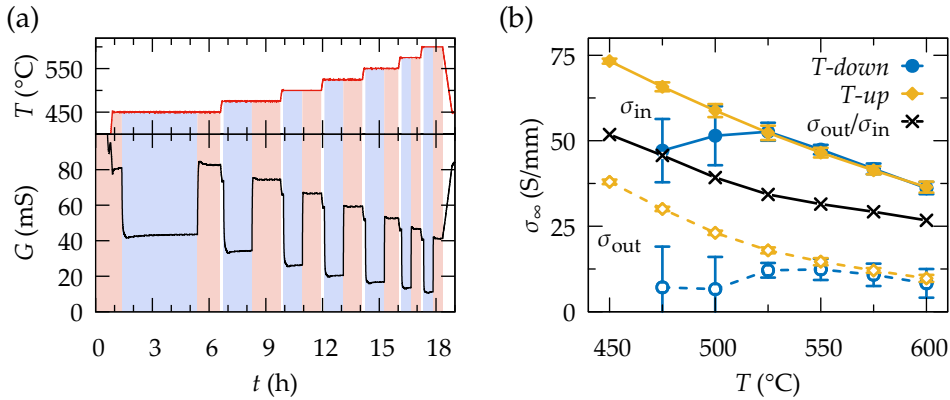 (a)
T (°C)
550
450
G (mS)
80
60
40
20
0
0 3 6 9 12 15 18
t (h)
(b)
σ∞ (S/mm)
75
50
25
0
T-down
T-up
σout/σin
σin
σout
450 500 550 600
T (°C)